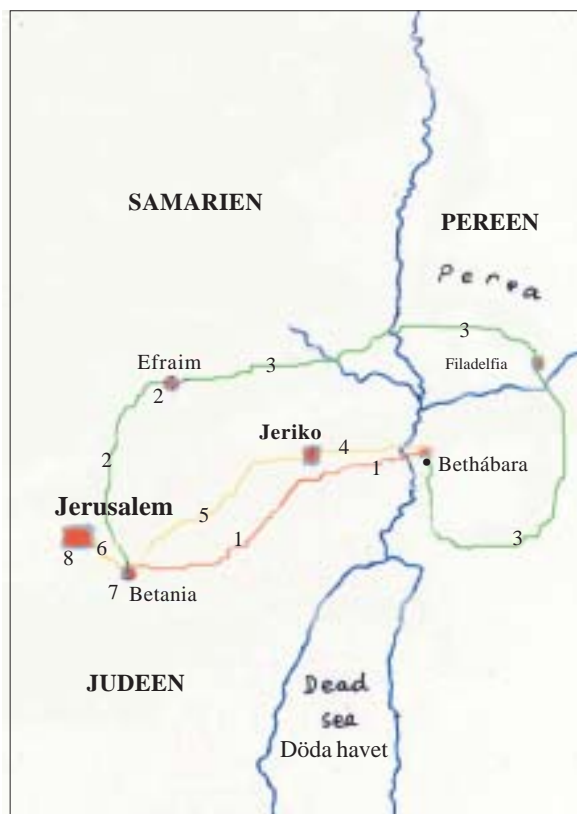 SAMARIEN
PEREEN
Perea
3
Efraim
3
Filadelfia
2
2
Jeriko
4
1
Bethábara
Jerusalem
5
1
3
6
8
7
Betania
JUDEEN
Dead
sea
Döda havet